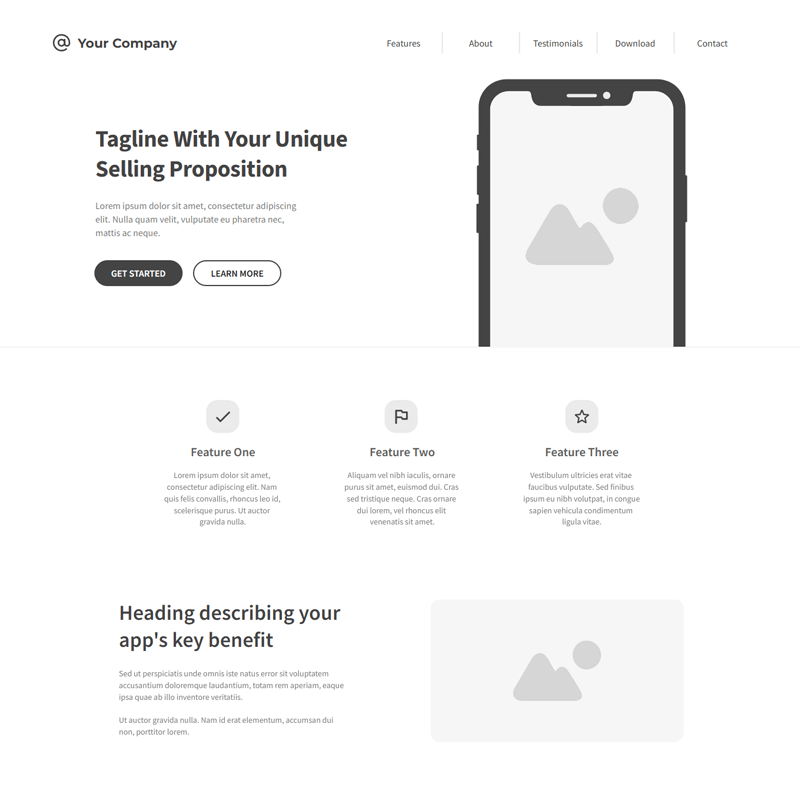 @ Your Company
Features
About
Testimonials
Download
Contact
Tagline With Your Unique
Selling Proposition
Lorem ipsum dolor sit amet, consectetur adipiscing
elit. Nulla quam velit, vulputate eu pharetra nec,
mattis ac neque.
GET STARTED
LEARN MORE
Feature One
Lorem ipsum dolor sit amet,
consectetur adipiscing elit. Nam
quis felis convallis, rhoncus leo id,
scelerisque purus. Ut auctor
gravida nulla.
Feature Two
Aliquam vel nibh iaculis, ornare
purus sit amet, euismod dui. Cras
sed tristique neque. Cras ornare
dui lorem, vel rhoncus elit
venenatis sit amet.
Feature Three
Vestibulum ultricies erat vitae
faucibus vulputate. Sed finibus
ipsum eu nibh volutpat, in congue
sapien vehicula condimentum
ligula vitae.
Heading describing your
app's key benefit
Sed ut perspiciatis unde omnis iste natus error sit voluptatem
accusantium doloremque laudantium, totam rem aperiam, eaque
ipsa quae ab illo inventore veritatiis.
Ut auctor gravida nulla. Nam id erat elementum, accumsan dui
non, porttitor lorem.